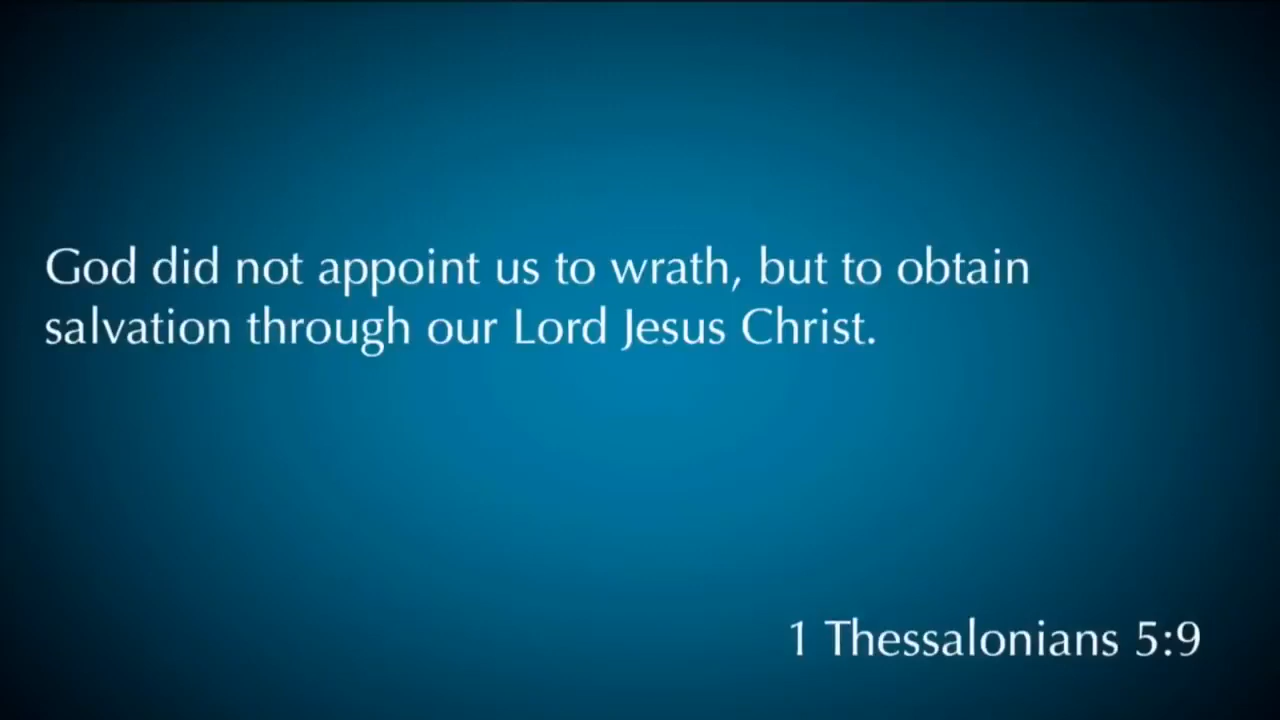 God did not appoint us to wrath, but to obtain
salvation through our Lord Jesus Christ.
1 Thessalonians 5:9